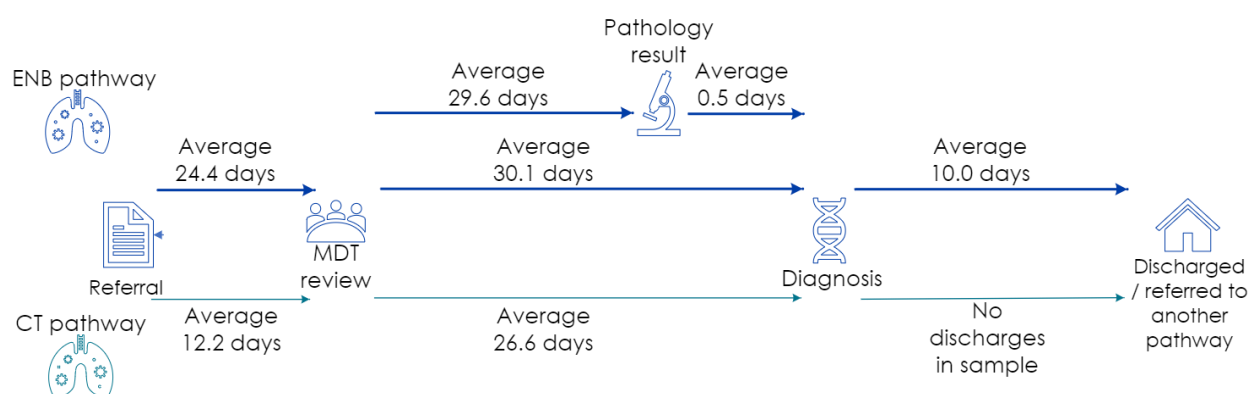 Pathology
result
ENB pathway
Average
29.6 days
Average
0.5 days
Average
24.4 days
Average
30.1 days
Average
10.0 days
MDT
review
Referral
Diagnosis
Discharged
/ referred to
another
pathway
CT pathway
Average
12.2 days
Average
26.6 days
No
discharges
in sample